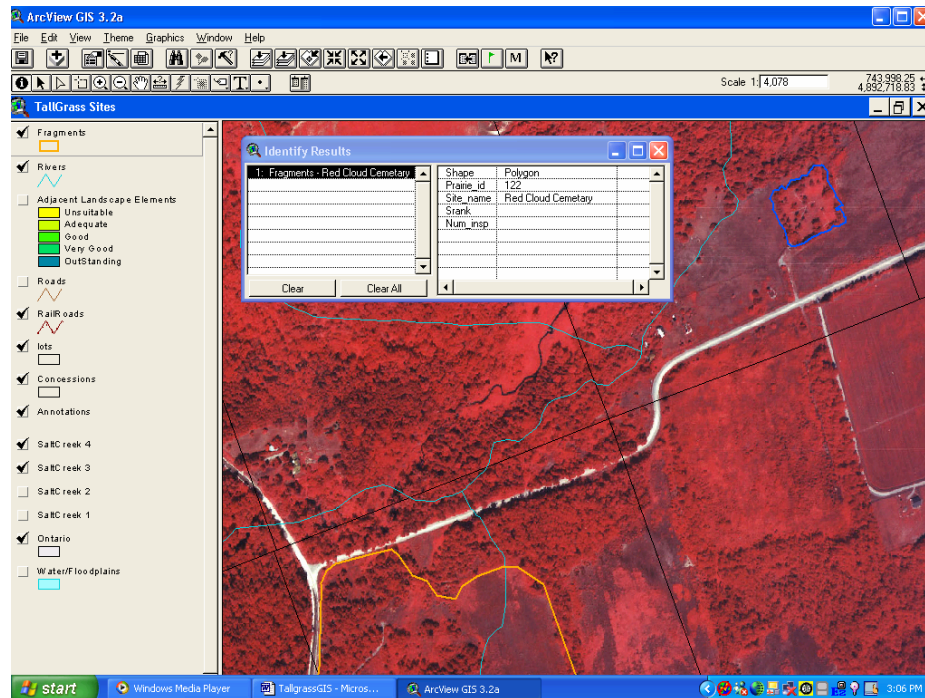 ArcView GIS 3.2a
File Edit View Theme Graphics Window Help
M
T
Scale 1: 4,078
743,998.25
4,892,718.83
TallGrass Sites
Fragments
Rivers
Adjacent Landscape Elements
Unsuitable
Adequate
Good
Very Good
OutStanding
Roads
RailRoads
lots
Concessions
Annotations
SaltCreek 4
SaltCreek 3
SaltCreek 2
SaltCreek 1
Ontario
Water/Floodplains
Identify Results
1: Fragments - Red Cloud Cemetary
Clear Clear All
Shape Polygon
Prairie_id 122
Site_name Red Cloud Cemetary
Srank
Num_insp
start Windows Media Player TallgrassGIS - Micros... ArcView GIS 3.2a 3:06 PM